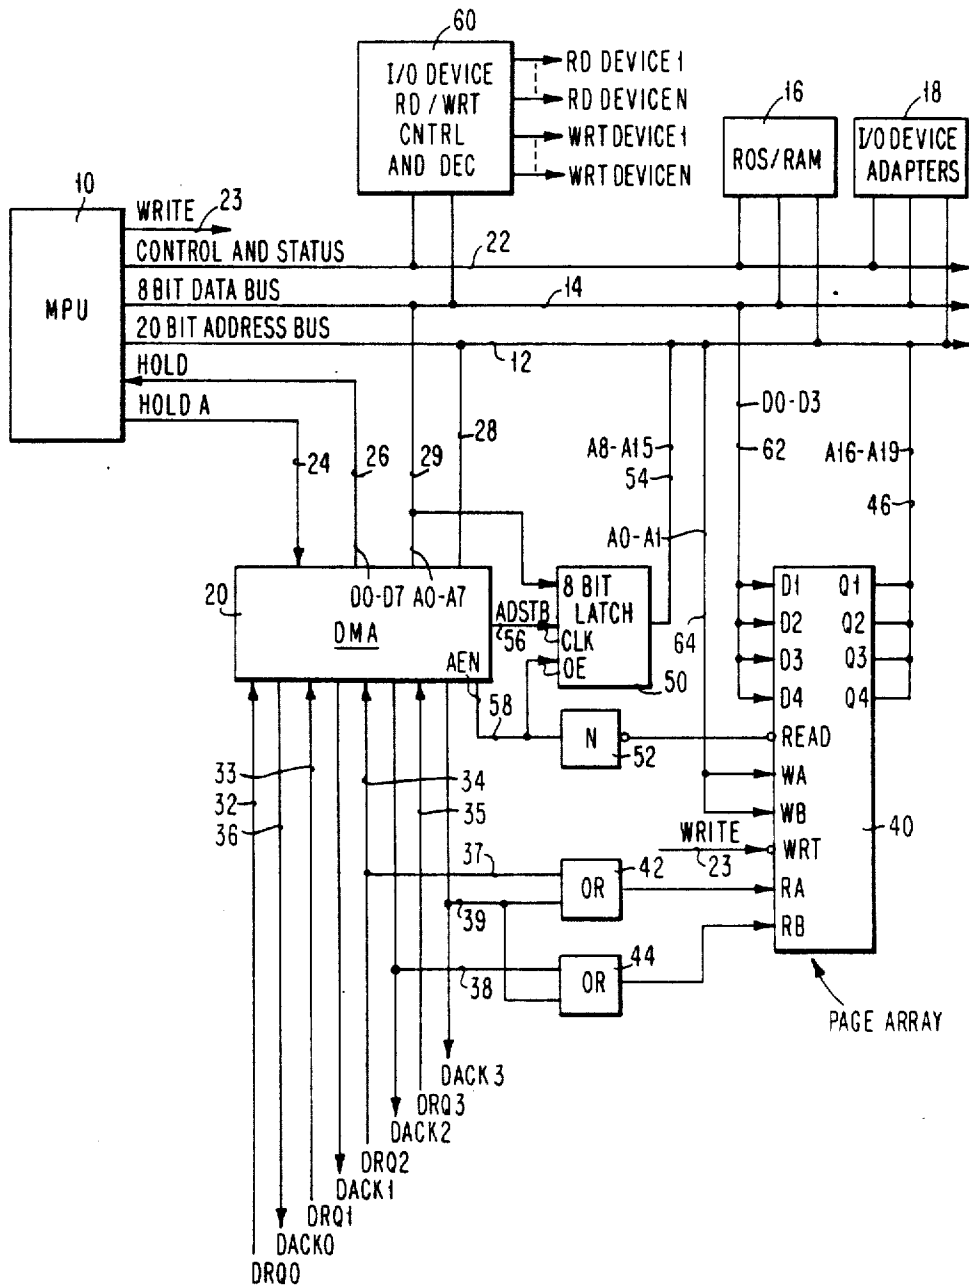 60
I/O DEVICE
RD / WRT
CNTRL
AND DEC
RD DEVICE 1
RD DEVICE N
WRT DEVICE 1
WRT DEVICE N
16
ROS/RAM
18
I/O DEVICE
ADAPTERS
10
MPU
WRITE
23
CONTROL AND STATUS
22
8 BIT DATA BUS
14
20 BIT ADDRESS BUS
12
HOLD
HOLD A
24
26
29
28
A8-A15
54
A0-A1
64
D0-D3
62
A16-A19
46
20
D0-D7 A0-A7
DMA
AEN
ADSTB
56
8 BIT
LATCH
CLK
OE
50
58
N
52
D1
D2
D3
D4
READ
WA
WB
WRT
RA
RB
Q1
Q2
Q3
Q4
40
PAGE ARRAY
33
32
36
34
35
37
39
38
WRITE
23
OR
42
OR
44
DACK3
DRQ3
DACK2
DRQ2
DACK1
DRQ1
DACK0
DRQ0